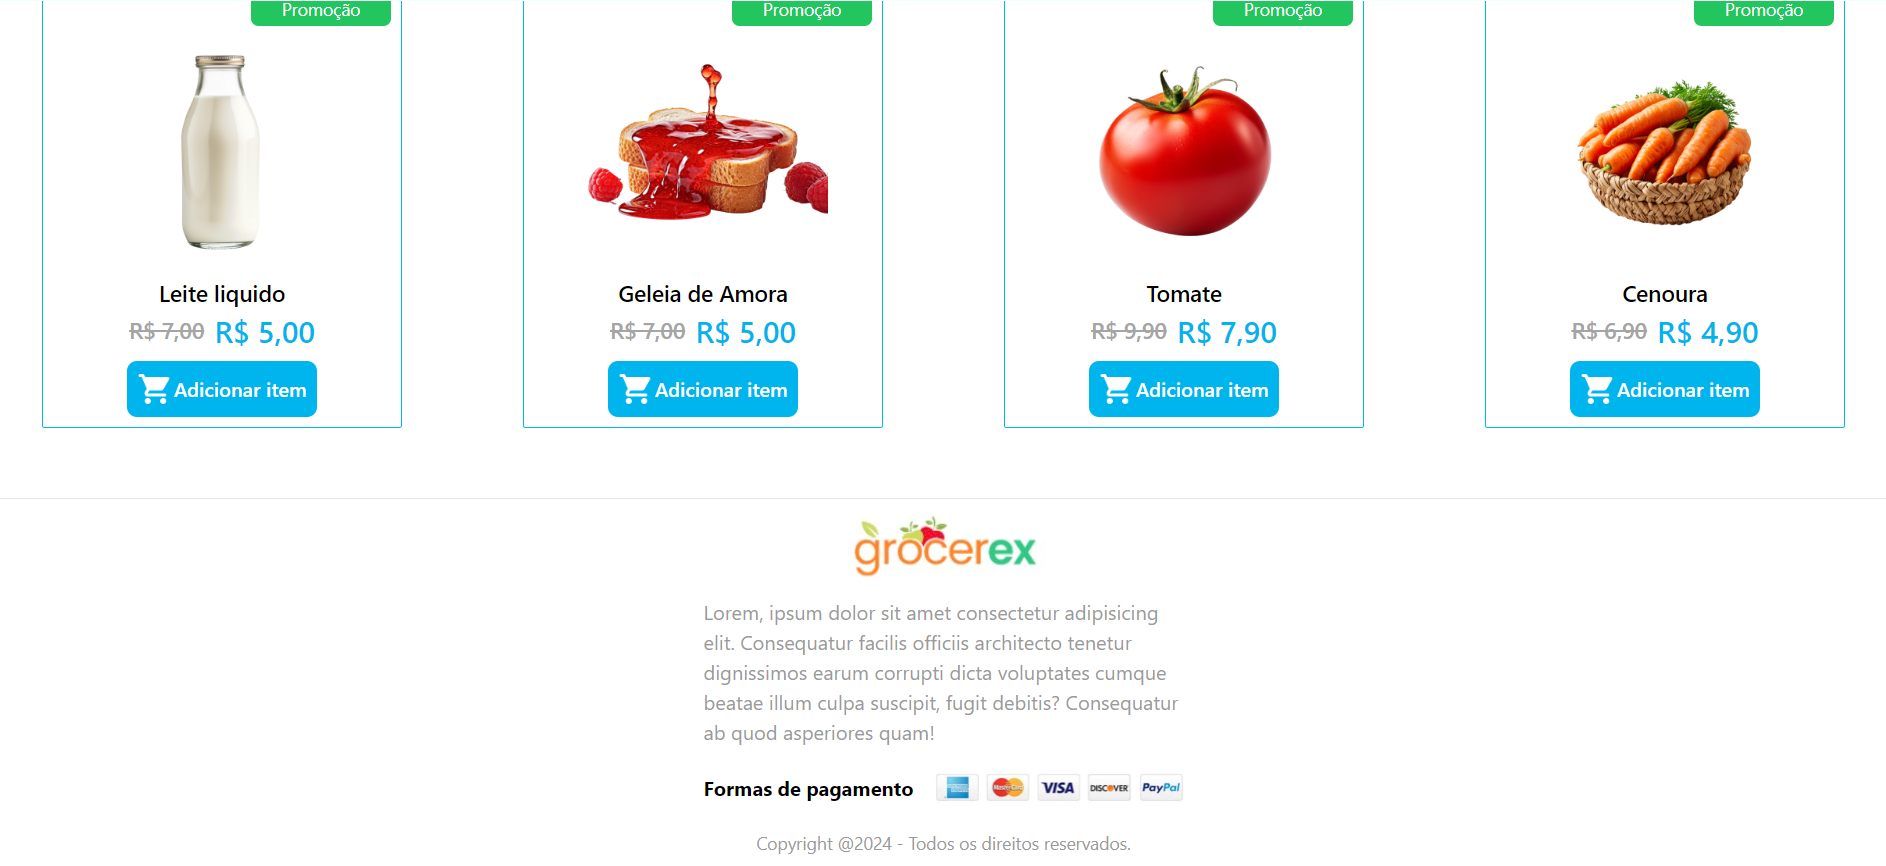 Promoção Promoção Promoção Promoção
Leite liquido Geleia de Amora Tomate Cenoura
R$ 7,00 R$ 5,00 R$ 7,00 R$ 5,00 R$ 9,90 R$ 7,90 R$ 6,90 R$ 4,90
Adicionar item Adicionar item Adicionar item Adicionar item
grocerex
Lorem, ipsum dolor sit amet consectetur adipisicing
elit. Consequatur facilis officiis architecto tenetur
dignissimos earum corrupti dicta voluptates cumque
beatae illum culpa suscipit, fugit debitis? Consequatur
ab quod asperiores quam!
Formas de pagamento MasterCard VISA DISCOVER PayPal
Copyright @2024 - Todos os direitos reservados.